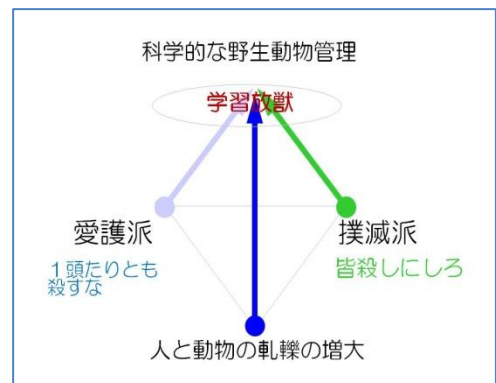 科学的な野生動物管理
学習放獣
愛護派
撲滅派
1頭たりとも
殺すな
皆殺しにしろ
人と動物の軋轢の増大